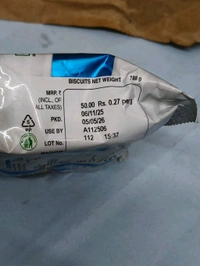 BISCUITS NET WEIGHT: 188 g
MRP, ₹ 50.00 Rs. 0.27 per g
(INCL. OF 06/11/25
ALL TAXES)
PKD. 05/05/26
USE BY A112506
LOT No. 112 15:37